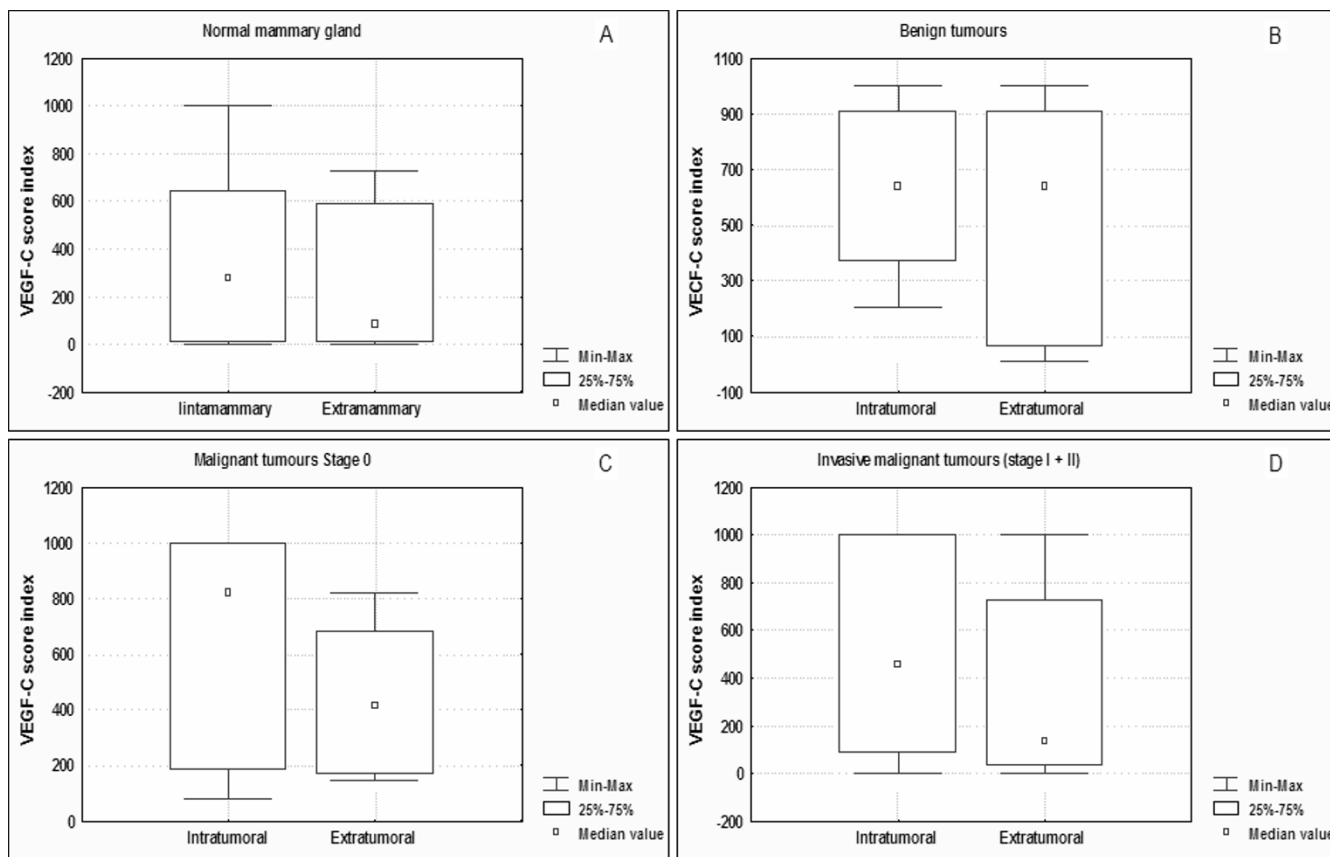 Normal mammary gland
A
1200
1000
800
600
400
200
0
-200
VEGF-C score index
Iintamammary
Extramammary
Min-Max
25%-75%
Median value
Benign tumours
B
1100
900
700
500
300
100
-100
VECF-C score index
Intratumoral
Extratumoral
Min-Max
25%-75%
Median value
Malignant tumours Stage 0
C
1200
1000
800
600
400
200
0
VEGF-C score index
Intratumoral
Extratumoral
Min-Max
25%-75%
Median value
Invasive malignant tumours (stage I + II)
D
1200
1000
800
600
400
200
0
-200
VEGF-C score index
Intratumoral
Extratumoral
Min-Max
25%-75%
Median value